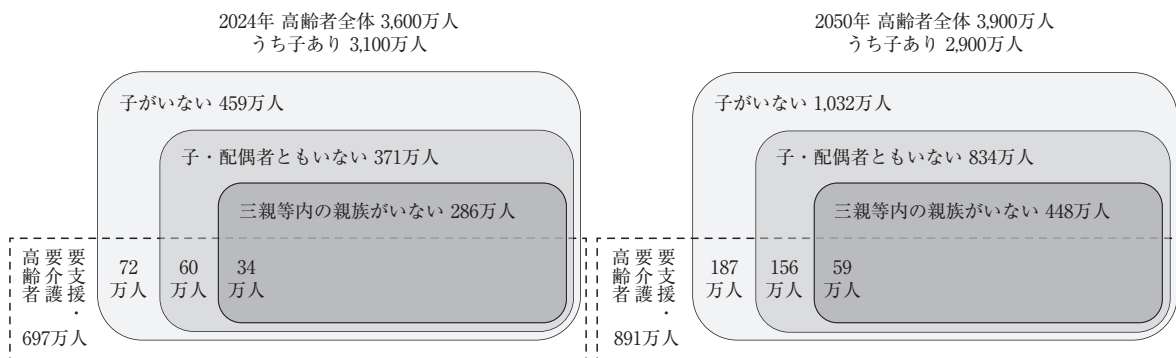 2024年 高齢者全体 3,600万人
うち子あり 3,100万人
子がいない 459万人
子・配偶者ともいない 371万人
三親等内の親族がいない 286万人
要支援・
要介護
高齢者
697万人
72
万人
60
万人
34
万人
2050年 高齢者全体 3,900万人
うち子あり 2,900万人
子がいない 1,032万人
子・配偶者ともいない 834万人
三親等内の親族がいない 448万人
要支援・
要介護
高齢者
891万人
187
万人
156
万人
59
万人